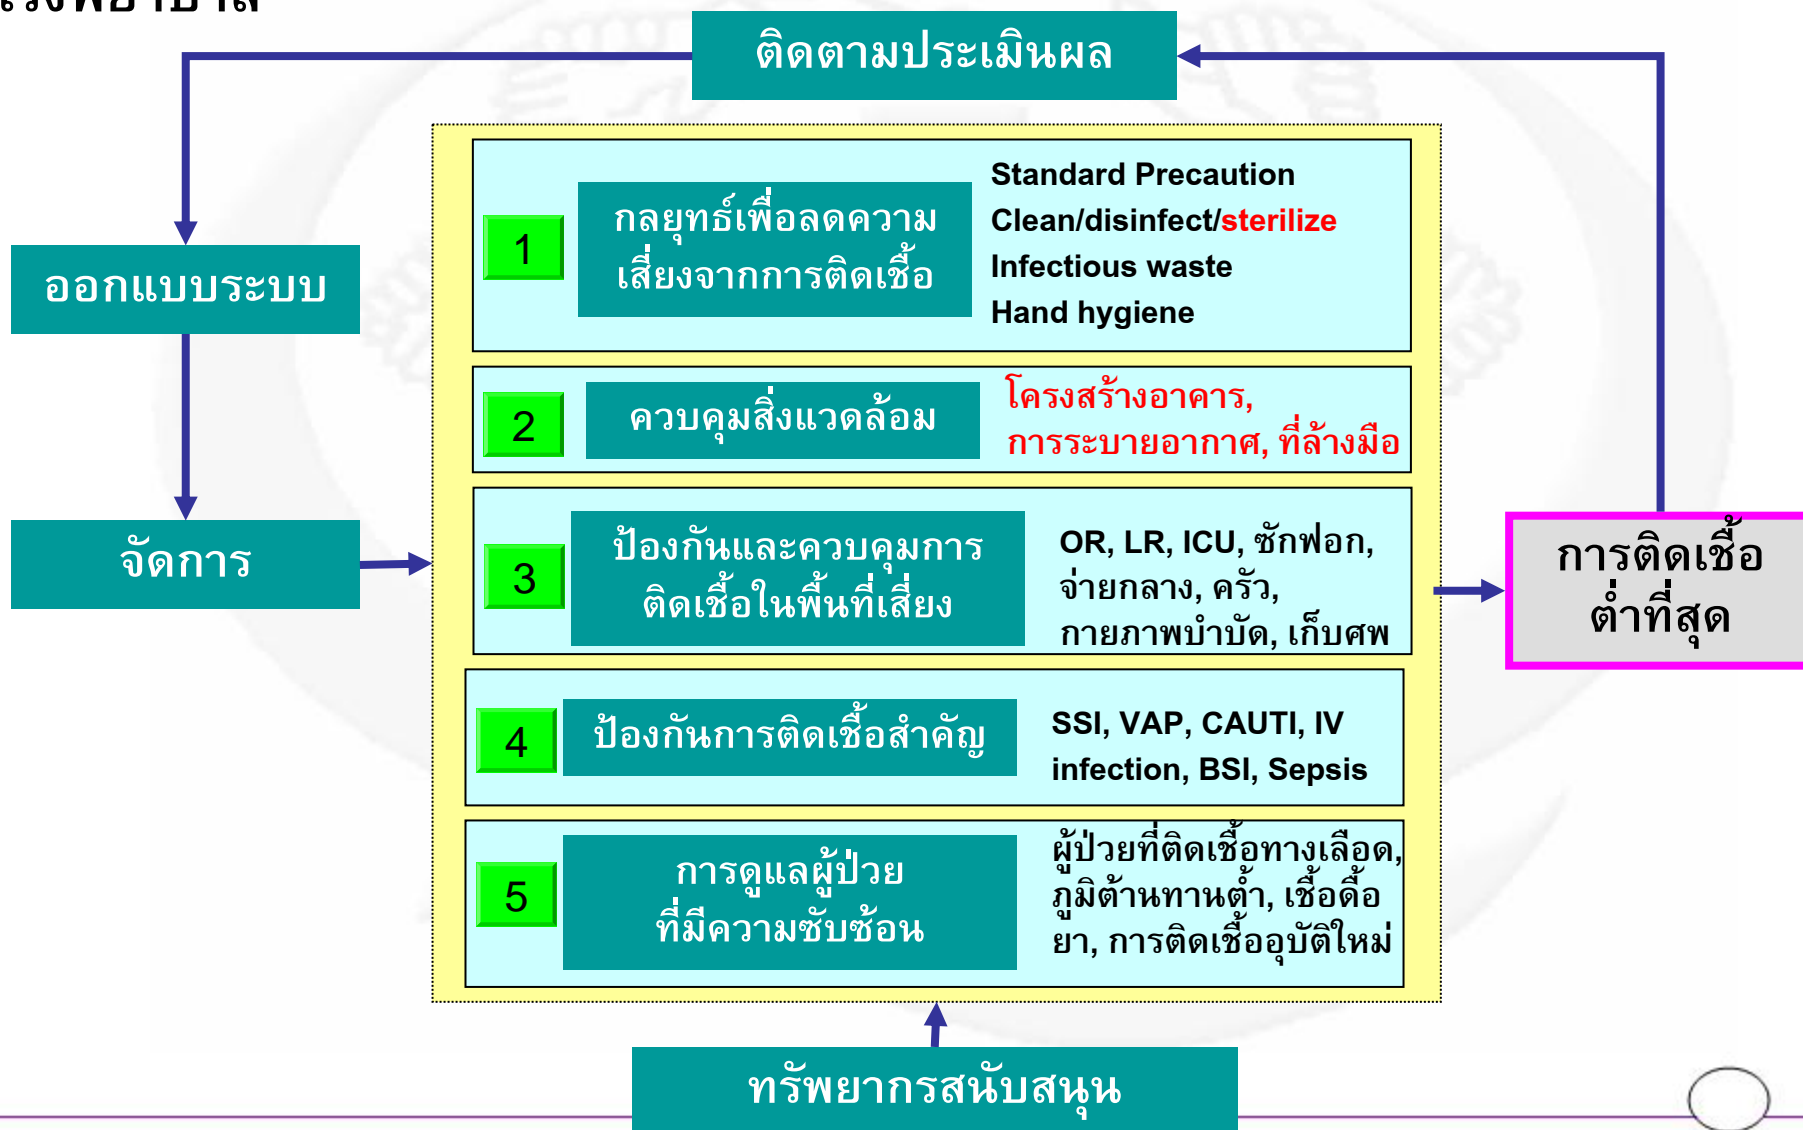 ติดตามประเมินผล
ออกแบบระบบ
จัดการ
1
กลยุทธ์เพื่อลดความ
เสี่ยงจากการติดเชื้อ
Standard Precaution
Clean/disinfect/sterilize
Infectious waste
Hand hygiene
2
ควบคุมสิ่งแวดล้อม
โครงสร้างอาคาร,
การระบายอากาศ, ที่ล้างมือ
3
ป้องกันและควบคุมการ
ติดเชื้อในพื้นที่เสี่ยง
OR, LR, ICU, ซักฟอก,
จ่ายกลาง, ครัว,
กายภาพบำบัด, เก็บศพ
4
ป้องกันการติดเชื้อสำคัญ
SSI, VAP, CAUTI, IV
infection, BSI, Sepsis
5
การดูแลผู้ป่วย
ที่มีความซับซ้อน
ผู้ป่วยที่ติดเชื้อทางเลือด,
ภูมิต้านทานต่ำ, เชื้อดื้อ
ยา, การติดเชื้ออุบัติใหม่
การติดเชื้อ
ต่ำที่สุด
ทรัพยากรสนับสนุน